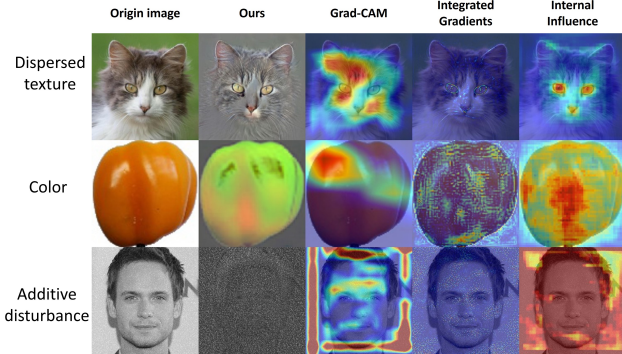 Origin image Ours Grad-CAM Integrated Gradients Internal Influence
Dispersed
texture
Color
Additive
disturbance